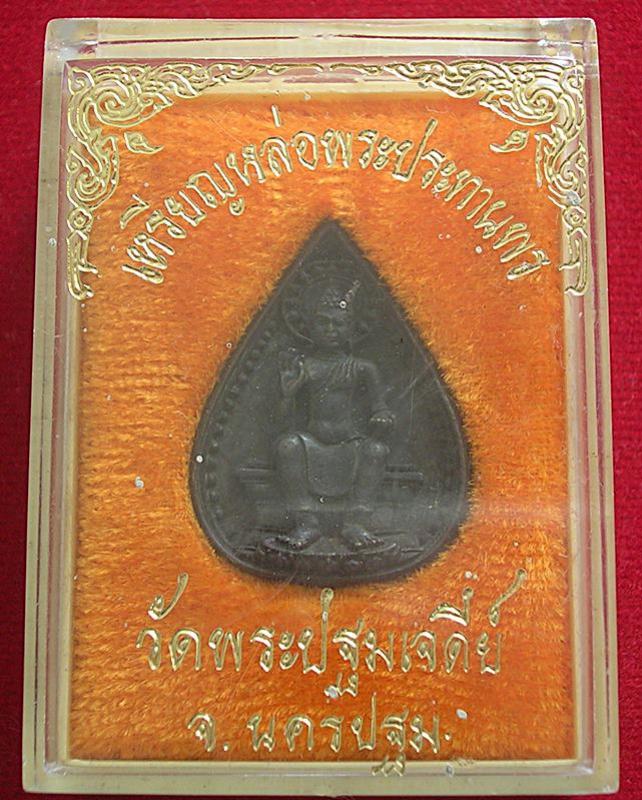 เหรียญหล่อพระประทานพร
วัดพระปฐมเจดีย์
จ.นครปฐม.